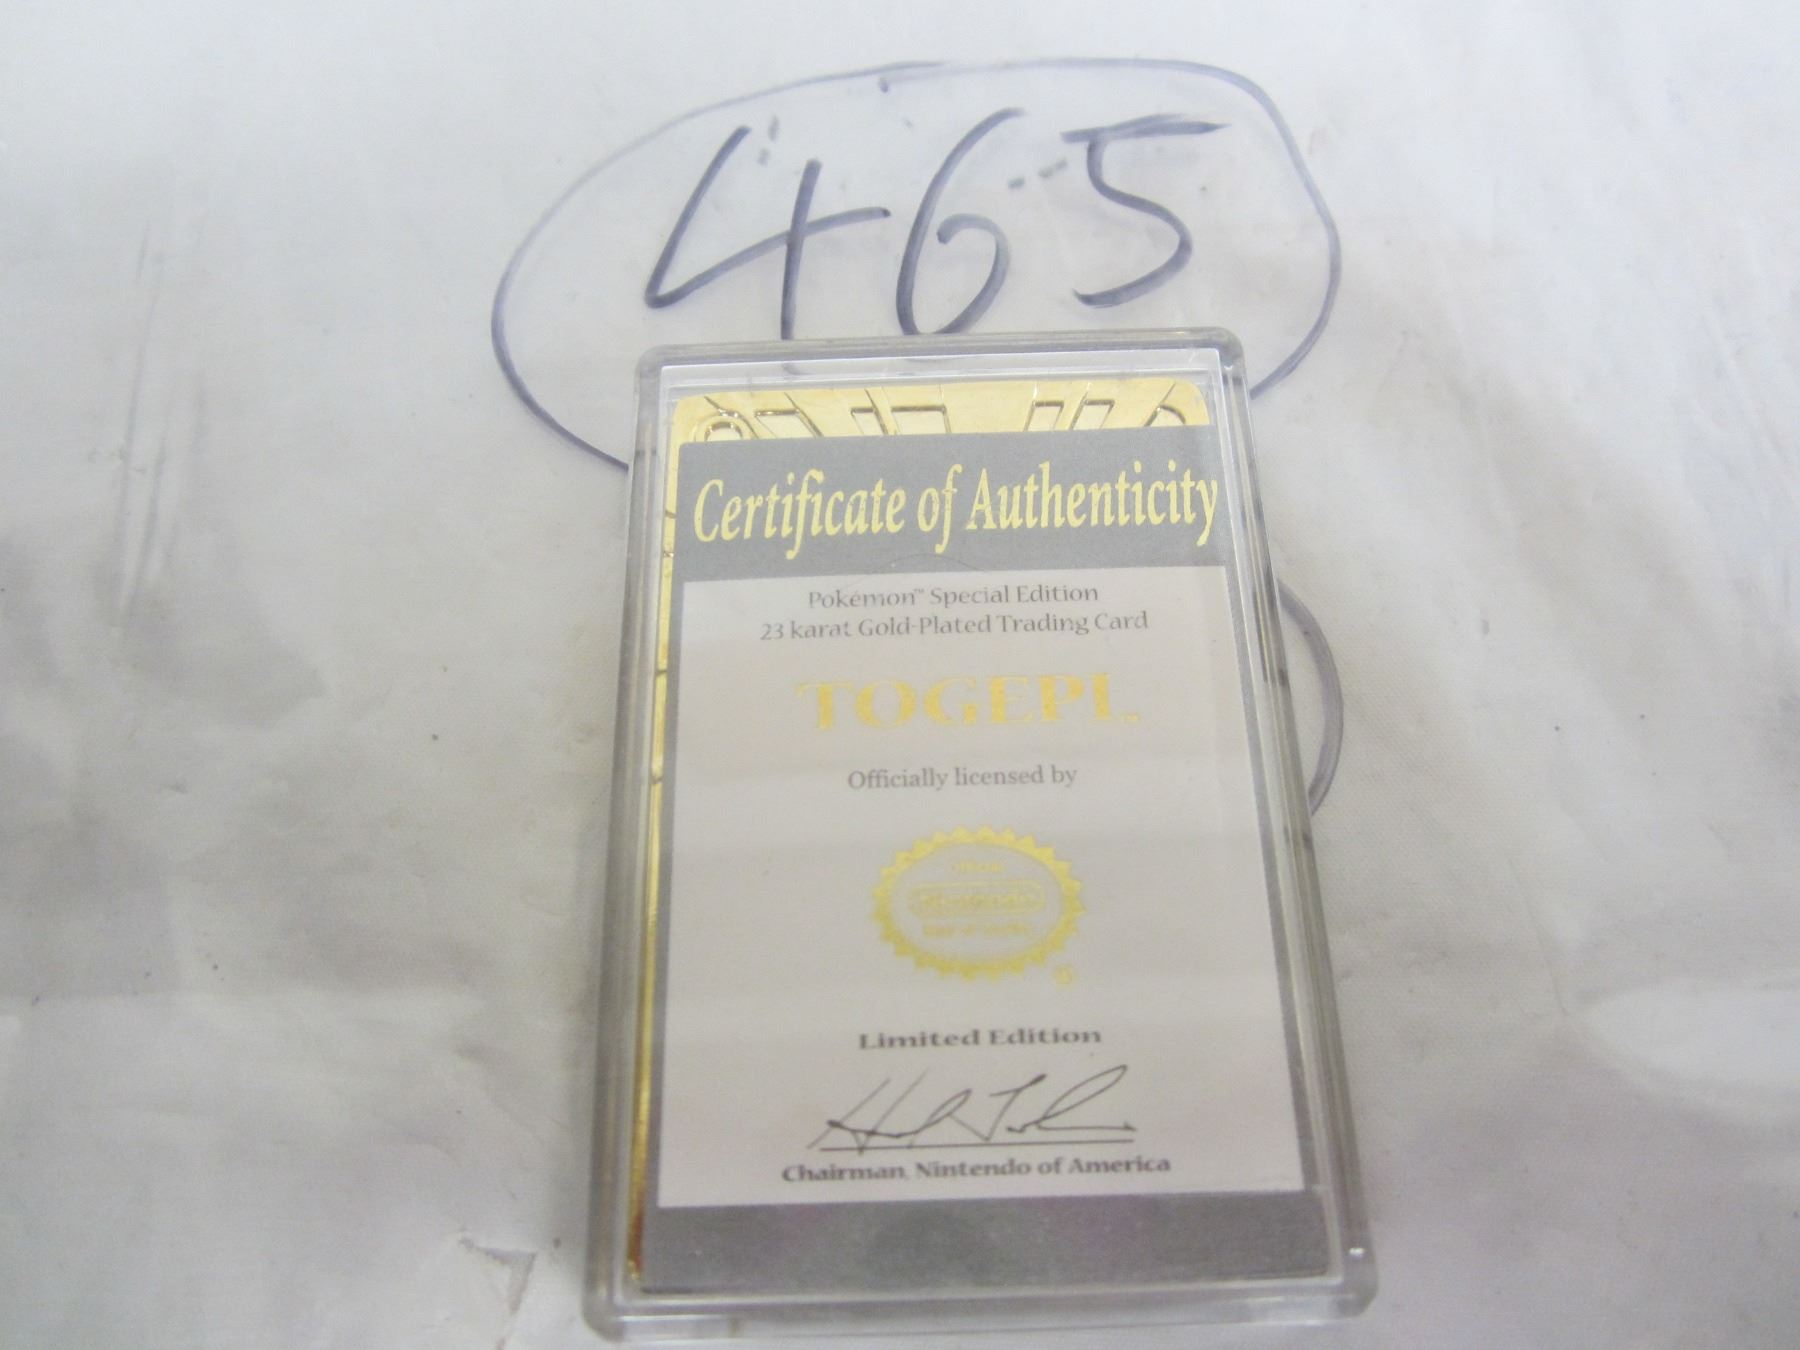 465
Certificate of Authenticity
Pokémon™ Special Edition
23 karat Gold-Plated Trading Card
TOGEPI™
Officially licensed by
Limited Edition
Chairman, Nintendo of America